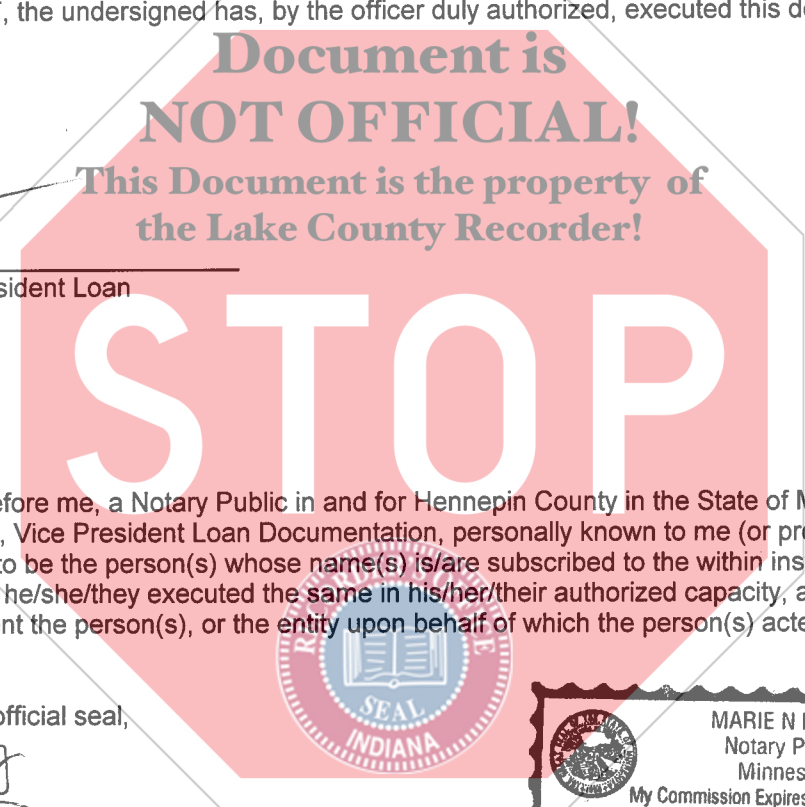 , the undersigned has, by the officer duly authorized, executed this
Document is
NOT OFFICIAL!
This Document is the property of
the Lake County Recorder!
sident Loan
STOP
efore me, a Notary Public in and for Hennepin County in the State of
, Vice President Loan Documentation, personally known to me (or
to be the person(s) whose name(s) is/are subscribed to the within
he/she/they executed the same in his/her/their authorized capacity,
nt the person(s), or the entity upon behalf of which the person(s)
SEAL
INDIANA
official seal,
MARIE N
Notary
My Commission Expires